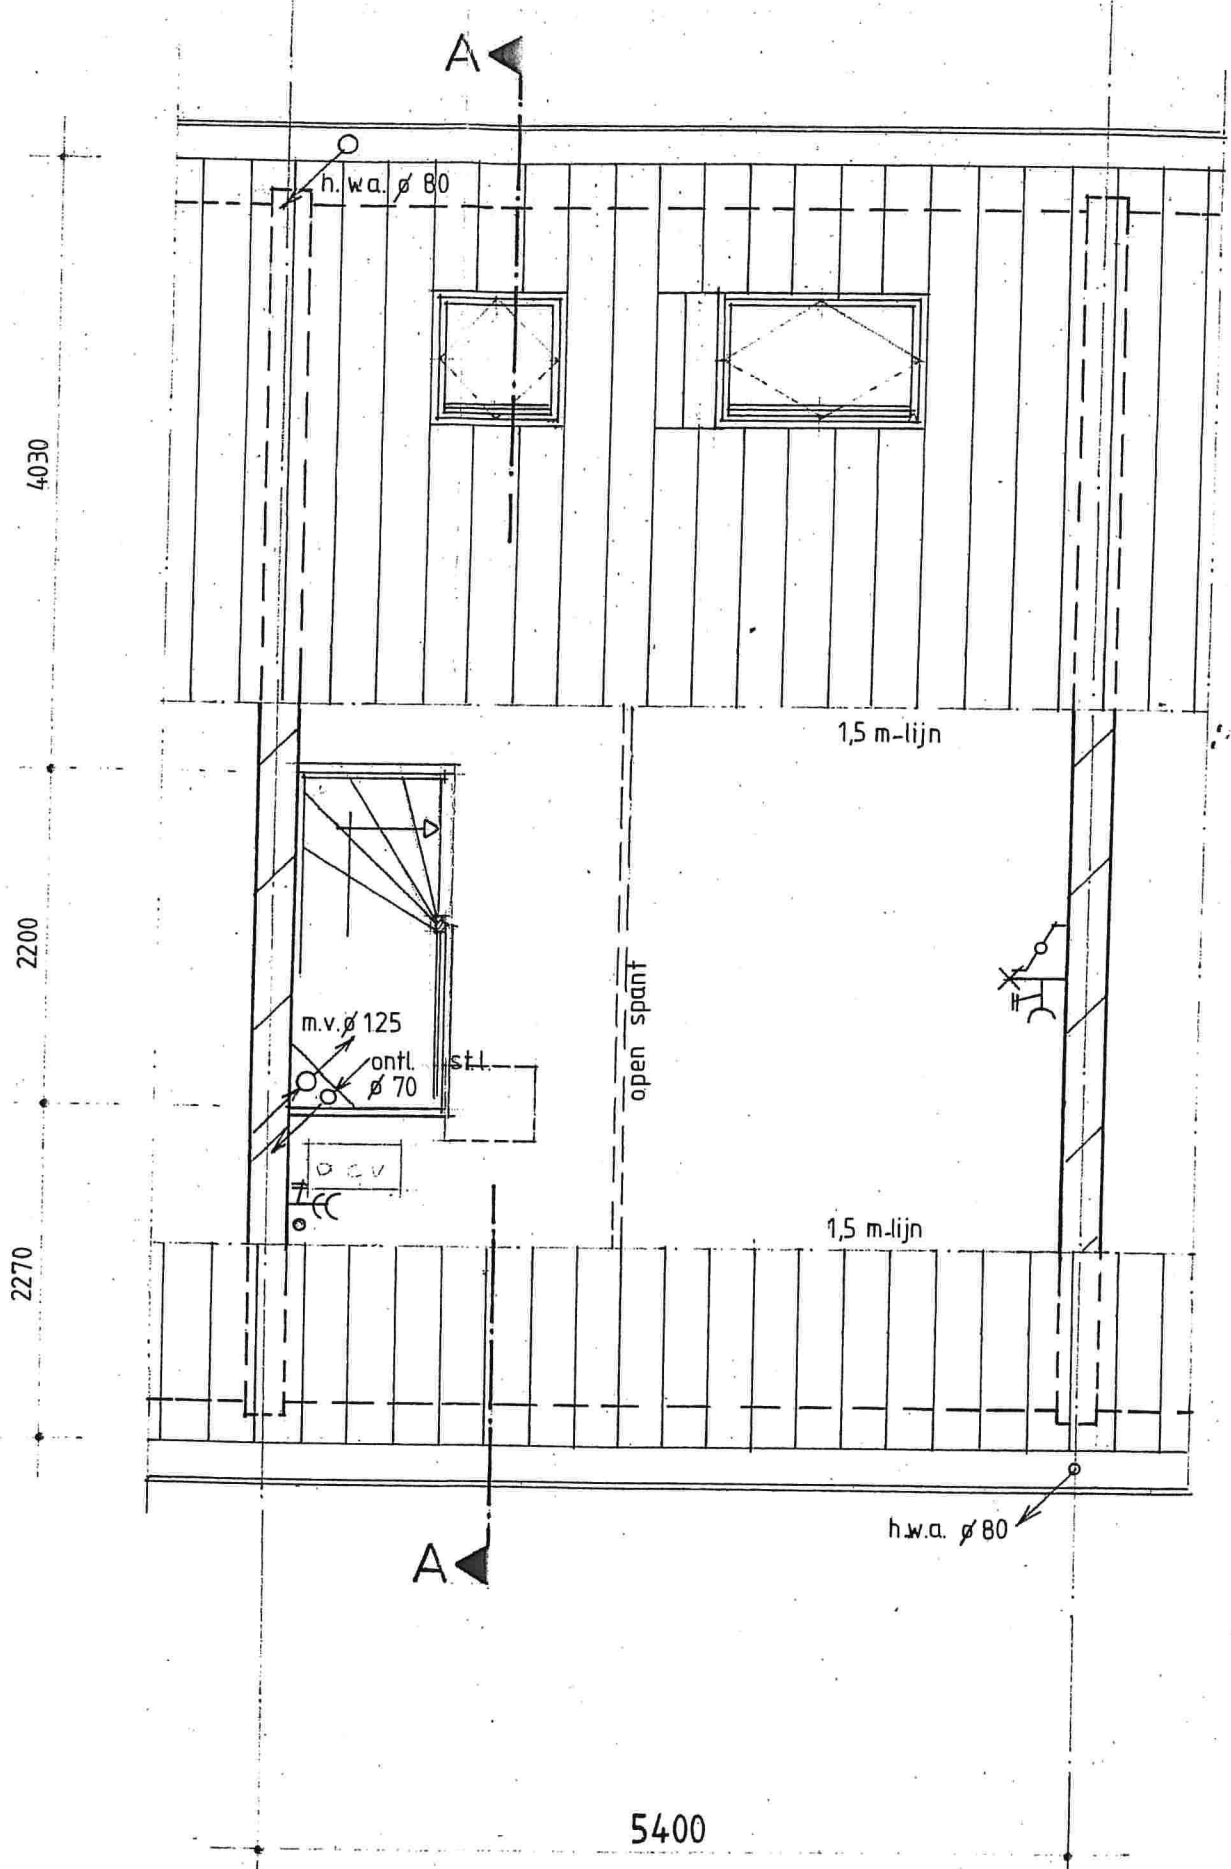 A
h.w.a. ø 80
4030
1,5 m-lijn
2200
open spant
m.v. ø 125
ontl.
ø 70
st.l.
1,5 m-lijn
2270
h.w.a. ø 80
A
5400